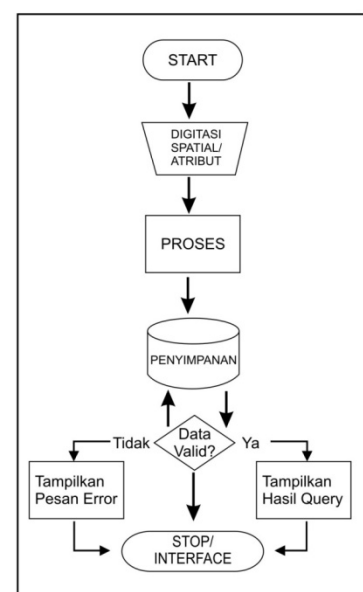 START
DIGITASI
SPATIAL/
ATRIBUT
PROSES
PENYIMPANAN
Tidak
Data
Valid?
Ya
Tampilkan
Pesan Error
Tampilkan
Hasil Query
STOP/
INTERFACE